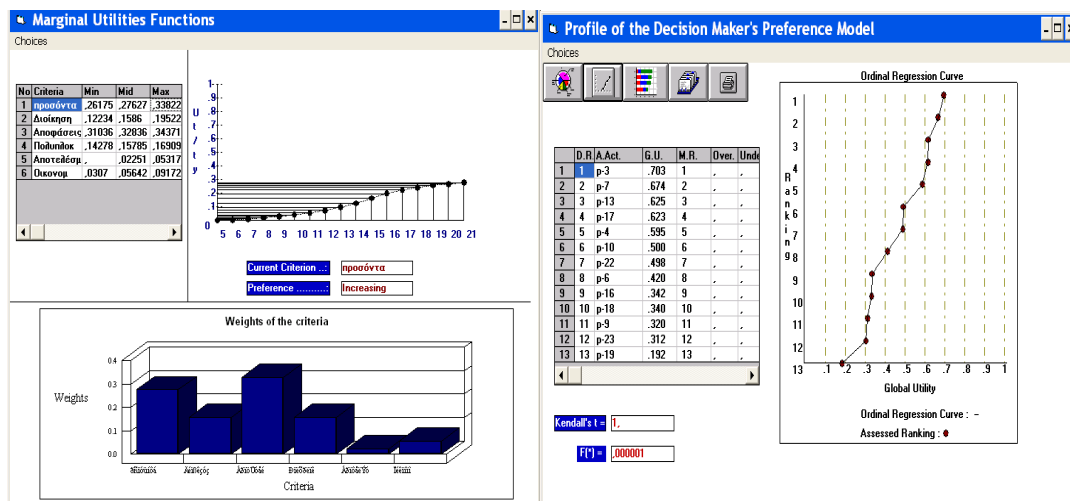 Marginal Utilities Functions
Choices
No Criteria Min Mid Max
1 προσόντα ,26175 ,27627 ,33822
2 Διοίκηση ,12234 ,1586 ,19522
3 Αποφάσεις ,31036 ,32836 ,34371
4 Πολυπλοκ ,14278 ,15785 ,16909
5 Αποτελέσμ , ,02251 ,05317
6 Οικονομ ,0307 ,05642 ,09172
Utility
1
.9
.8
.7
.6
.5
.4
.3
.2
.1
0
5 6 7 8 9 10 11 12 13 14 15 16 17 18 19 20 21
Current Criterion ..: προσόντα
Preference ..........: Increasing
Weights of the criteria
Weights
0.4
0.3
0.2
0.1
0.0
Criteria
Profile of the Decision Maker's Preference Model
Choices
D.R. A.Act. G.U. M.R. Over. Unde
1 1 p-3 .703 1 , ,
2 2 p-7 .674 2 , ,
3 3 p-13 .625 3 , ,
4 4 p-17 .623 4 , ,
5 5 p-4 .595 5 , ,
6 6 p-10 .500 6 , ,
7 7 p-22 .498 7 , ,
8 8 p-6 .420 8 , ,
9 9 p-16 .342 9 , ,
10 10 p-18 .340 10 , ,
11 11 p-9 .320 11 , ,
12 12 p-23 .312 12 , ,
13 13 p-19 .192 13 , ,
Kendall's t = 1,
F(*) = ,000001
Ordinal Regression Curve
Ranking
1
2
3
4
5
6
7
8
9
10
11
12
13 .1 .2 .3 .4 .5 .6 .7 .8 .9 1
Global Utility
Ordinal Regression Curve : –
Assessed Ranking :